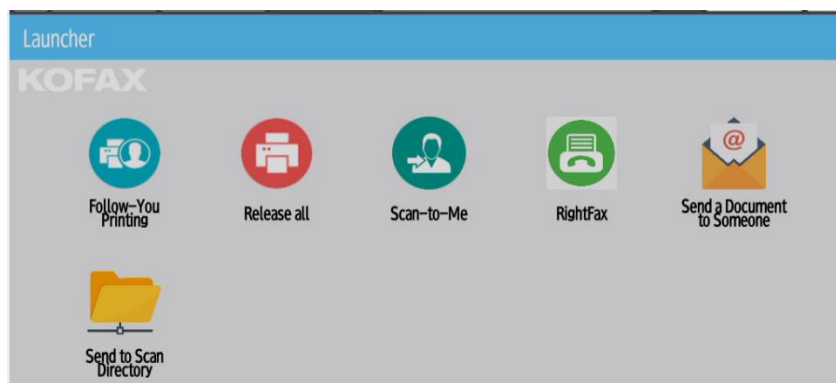 Launcher
KOFAX
Follow-You
Printing
Release all
Scan-to-Me
RightFax
@
Send a Document
to Someone
Send to Scan
Directory